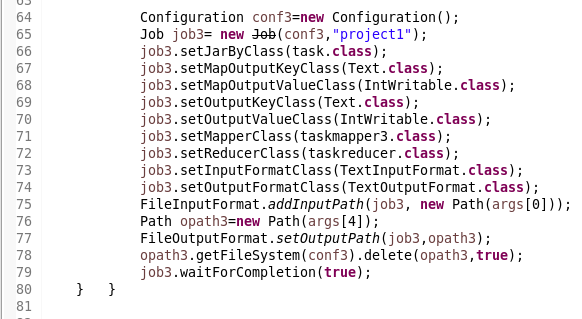 64 Configuration conf3=new Configuration();
65 Job job3= new Job(conf3,"project1");
66 job3.setJarByClass(task.class);
67 job3.setMapOutputKeyClass(Text.class);
68 job3.setMapOutputValueClass(IntWritable.class);
69 job3.setOutputKeyClass(Text.class);
70 job3.setOutputValueClass(IntWritable.class);
71 job3.setMapperClass(taskmapper3.class);
72 job3.setReducerClass(taskreducer.class);
73 job3.setInputFormatClass(TextInputFormat.class);
74 job3.setOutputFormatClass(TextOutputFormat.class);
75 FileInputFormat.addInputPath(job3, new Path(args[0]));
76 Path opath3=new Path(args[4]);
77 FileOutputFormat.setOutputPath(job3,opath3);
78 opath3.getFileSystem(conf3).delete(opath3,true);
79 job3.waitForCompletion(true);
80 } }
81